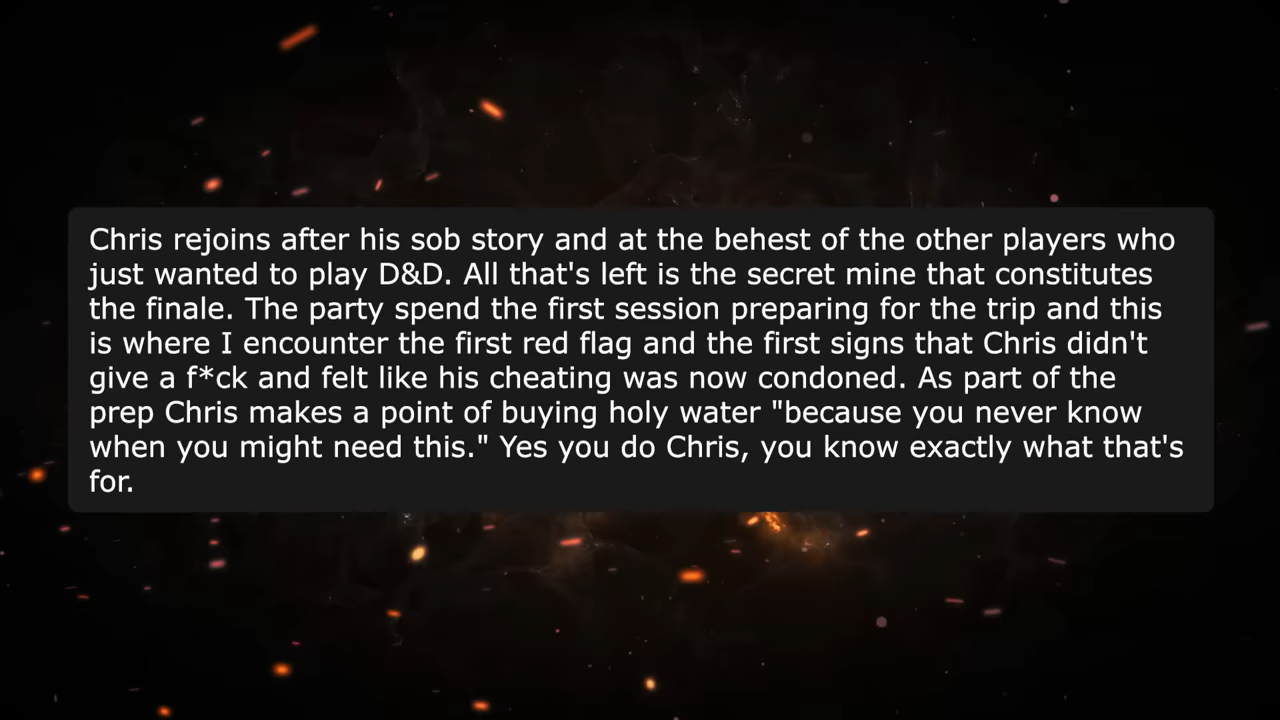 Chris rejoins after his sob story and at the behest of the other players who
just wanted to play D&D. All that's left is the secret mine that constitutes
the finale. The party spend the first session preparing for the trip and this
is where I encounter the first red flag and the first signs that Chris didn't
give a f*ck and felt like his cheating was now condoned. As part of the
prep Chris makes a point of buying holy water "because you never know
when you might need this." Yes you do Chris, you know exactly what that's
for.